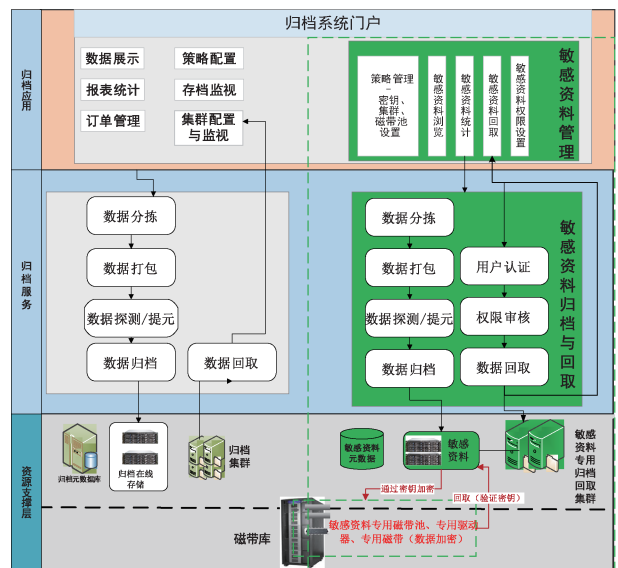 归档系统门户
归档应用
数据展示
策略配置
报表统计
存档监视
订单管理
集群配置
与监视
策略管理
–
密钥、
集群、
磁带池
设置
敏感资料浏览
敏感资料统计
敏感资料回取
敏感资料权限设置
敏感资料管理
归档服务
数据分拣
数据打包
数据探测/提元
数据归档
数据回取
数据分拣
数据打包
数据探测/提元
数据归档
用户认证
权限审核
数据回取
敏感资料归档与回取
资源支撑层
归档元数据库
归档在线
存储
归档
集群
敏感资料
元数据
敏感
资料
敏感
资料
专用
归档
回取
集群
通过密钥加密
回取（验证密钥）
磁带库
敏感资料专用磁带池、专用驱动
器、专用磁带（数据加密）